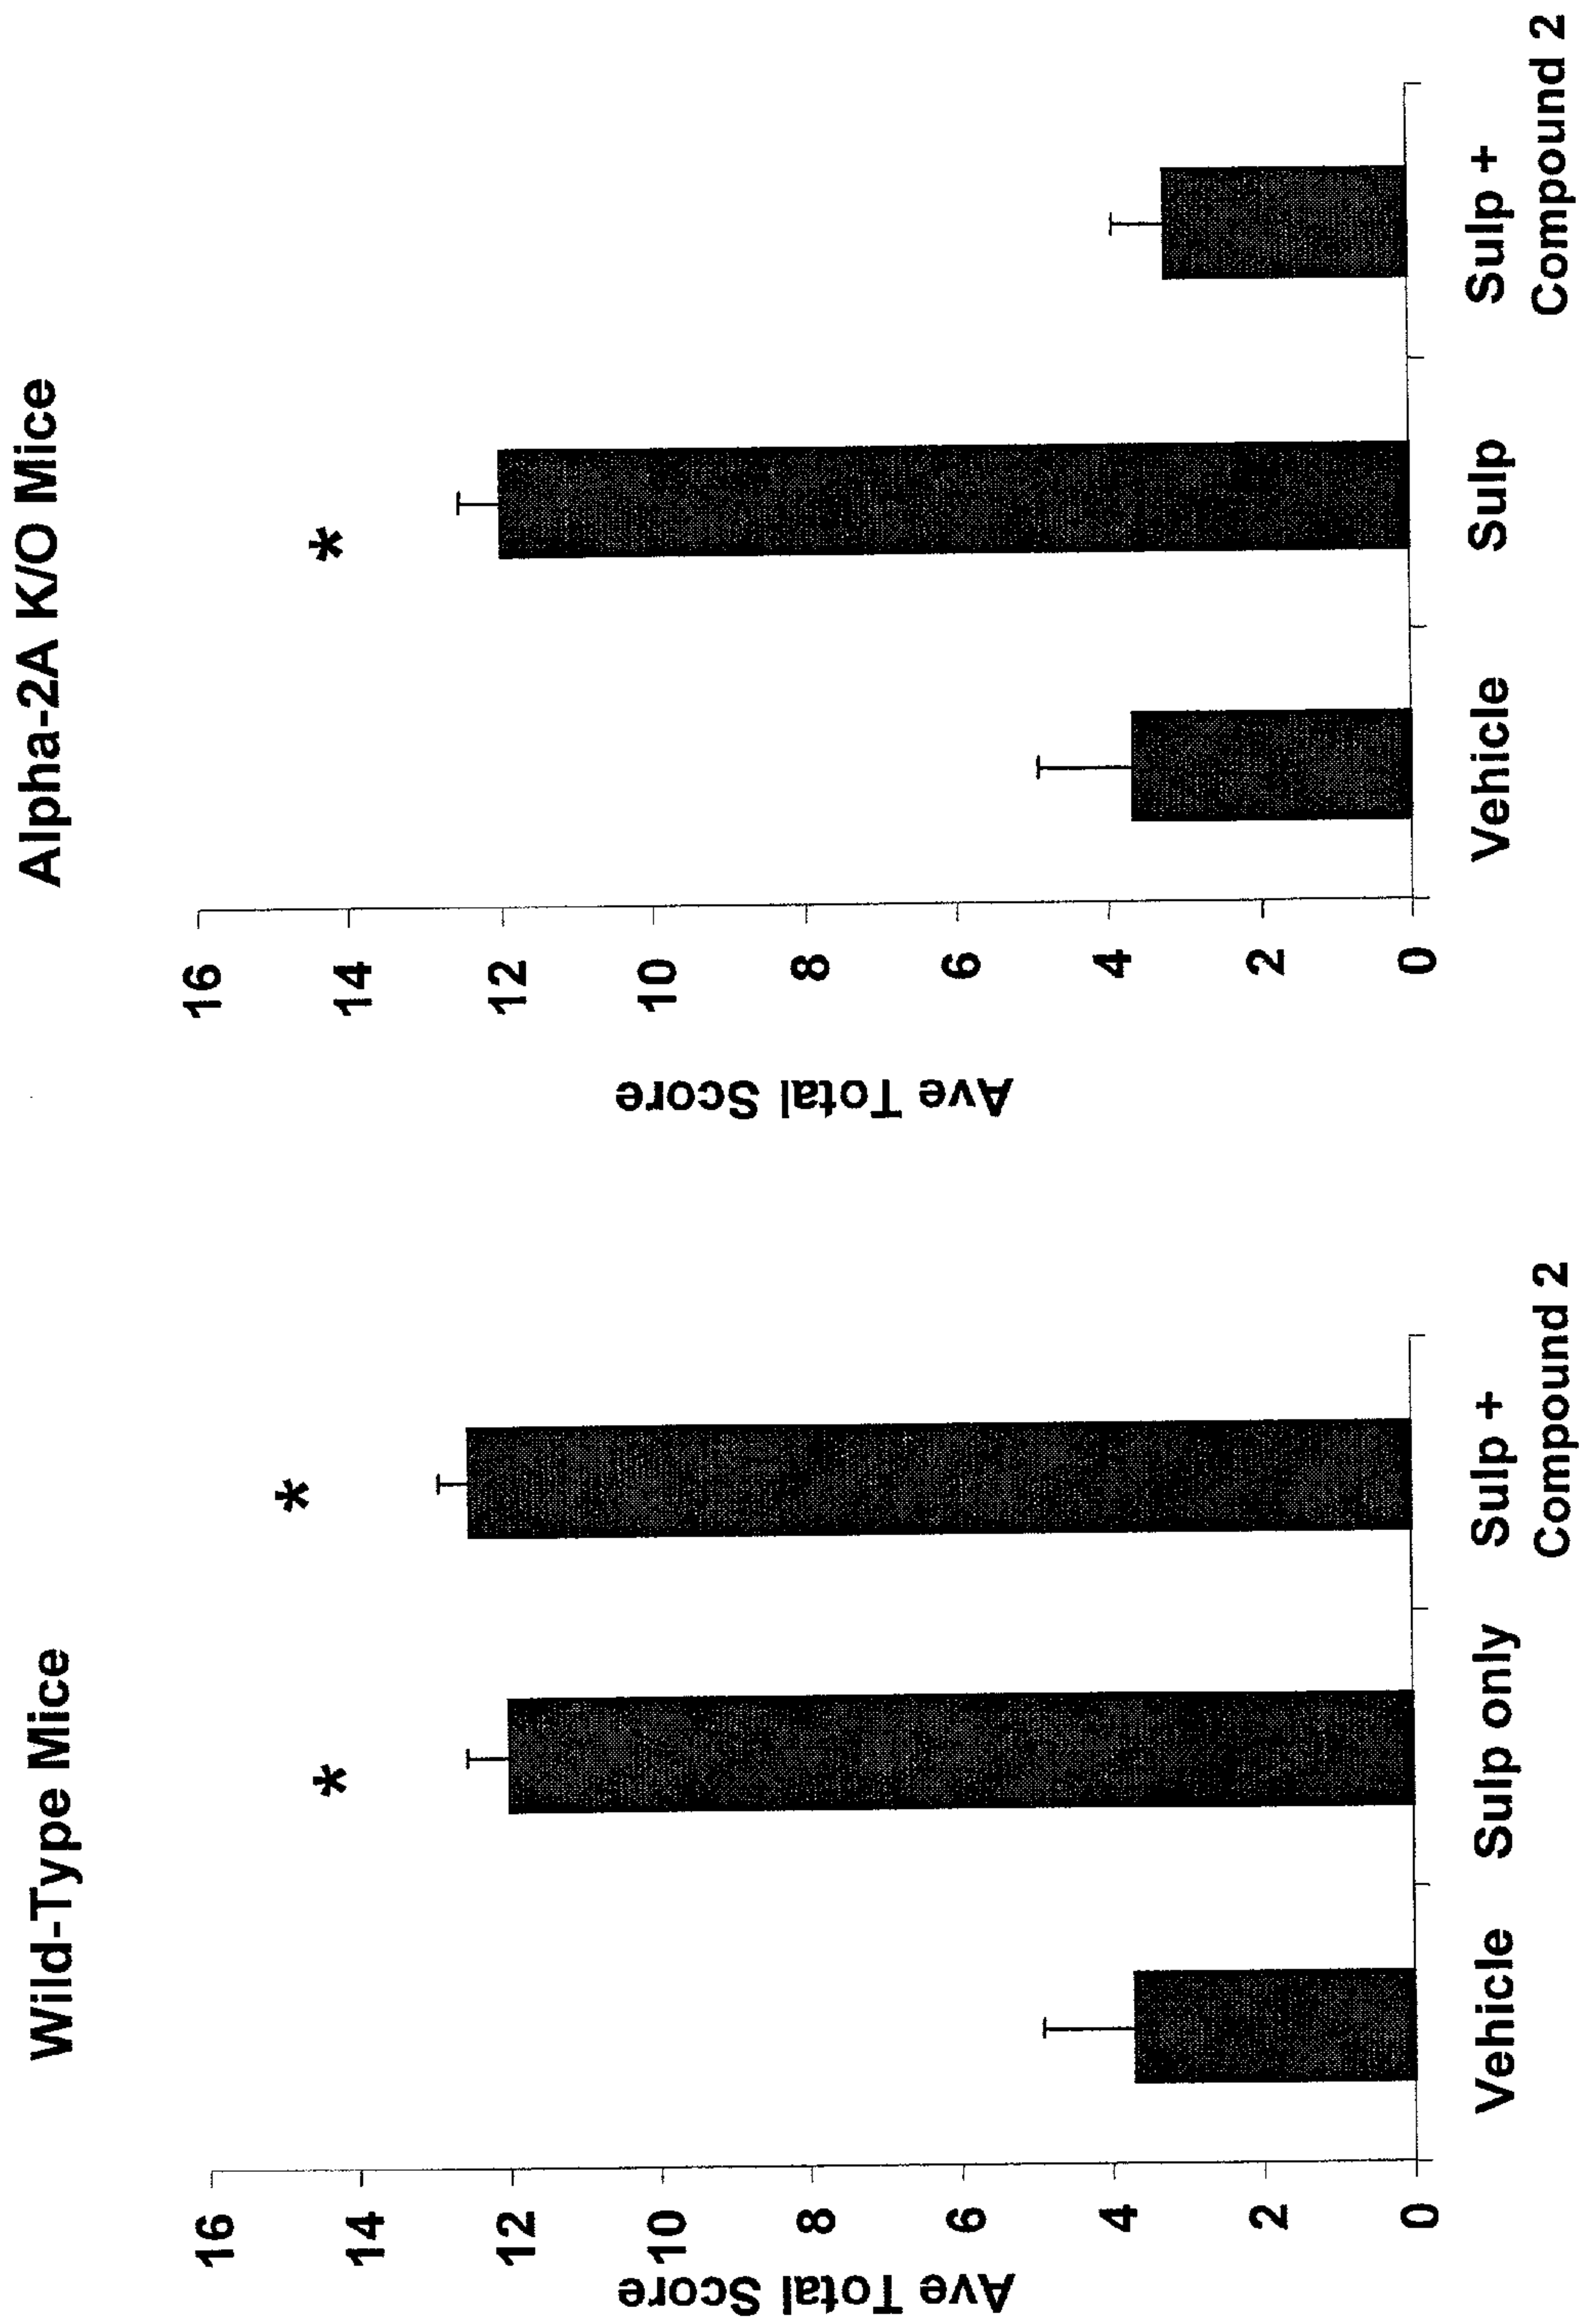 Wild-Type Mice
Ave Total Score
16
14
12
10
8
6
4
2
0
*
*
Vehicle
Sulp only
Sulp +
Compound 2
Alpha-2A K/O Mice
Ave Total Score
16
14
12
10
8
6
4
2
0
*
Vehicle
Sulp
Sulp +
Compound 2